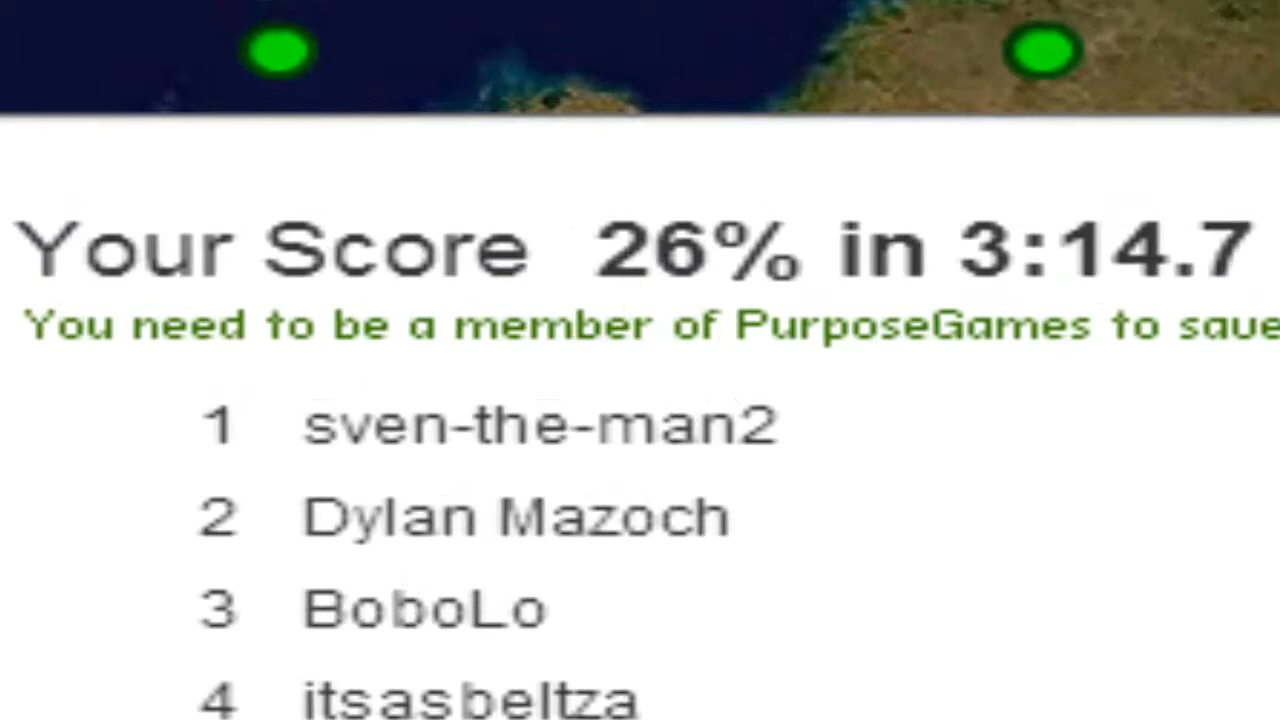 Your Score 26% in 3:14.7
You need to be a member of PurposeGames to save
1 sven-the-man2
2 Dylan Mazoch
3 BoboLo
4 itsasbeltza